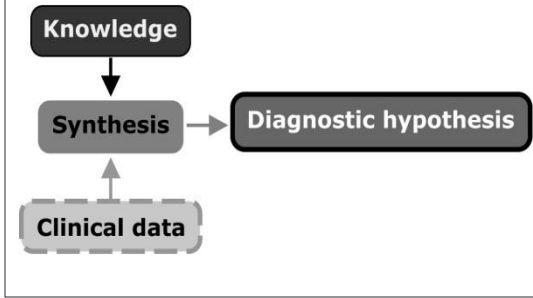 Knowledge
Synthesis
Diagnostic hypothesis
Clinical data